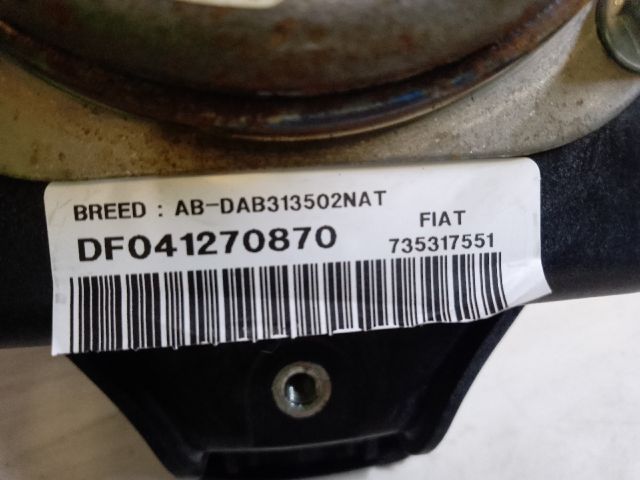 BREED : AB-DAB313502NAT
FIAT
DF041270870
735317551